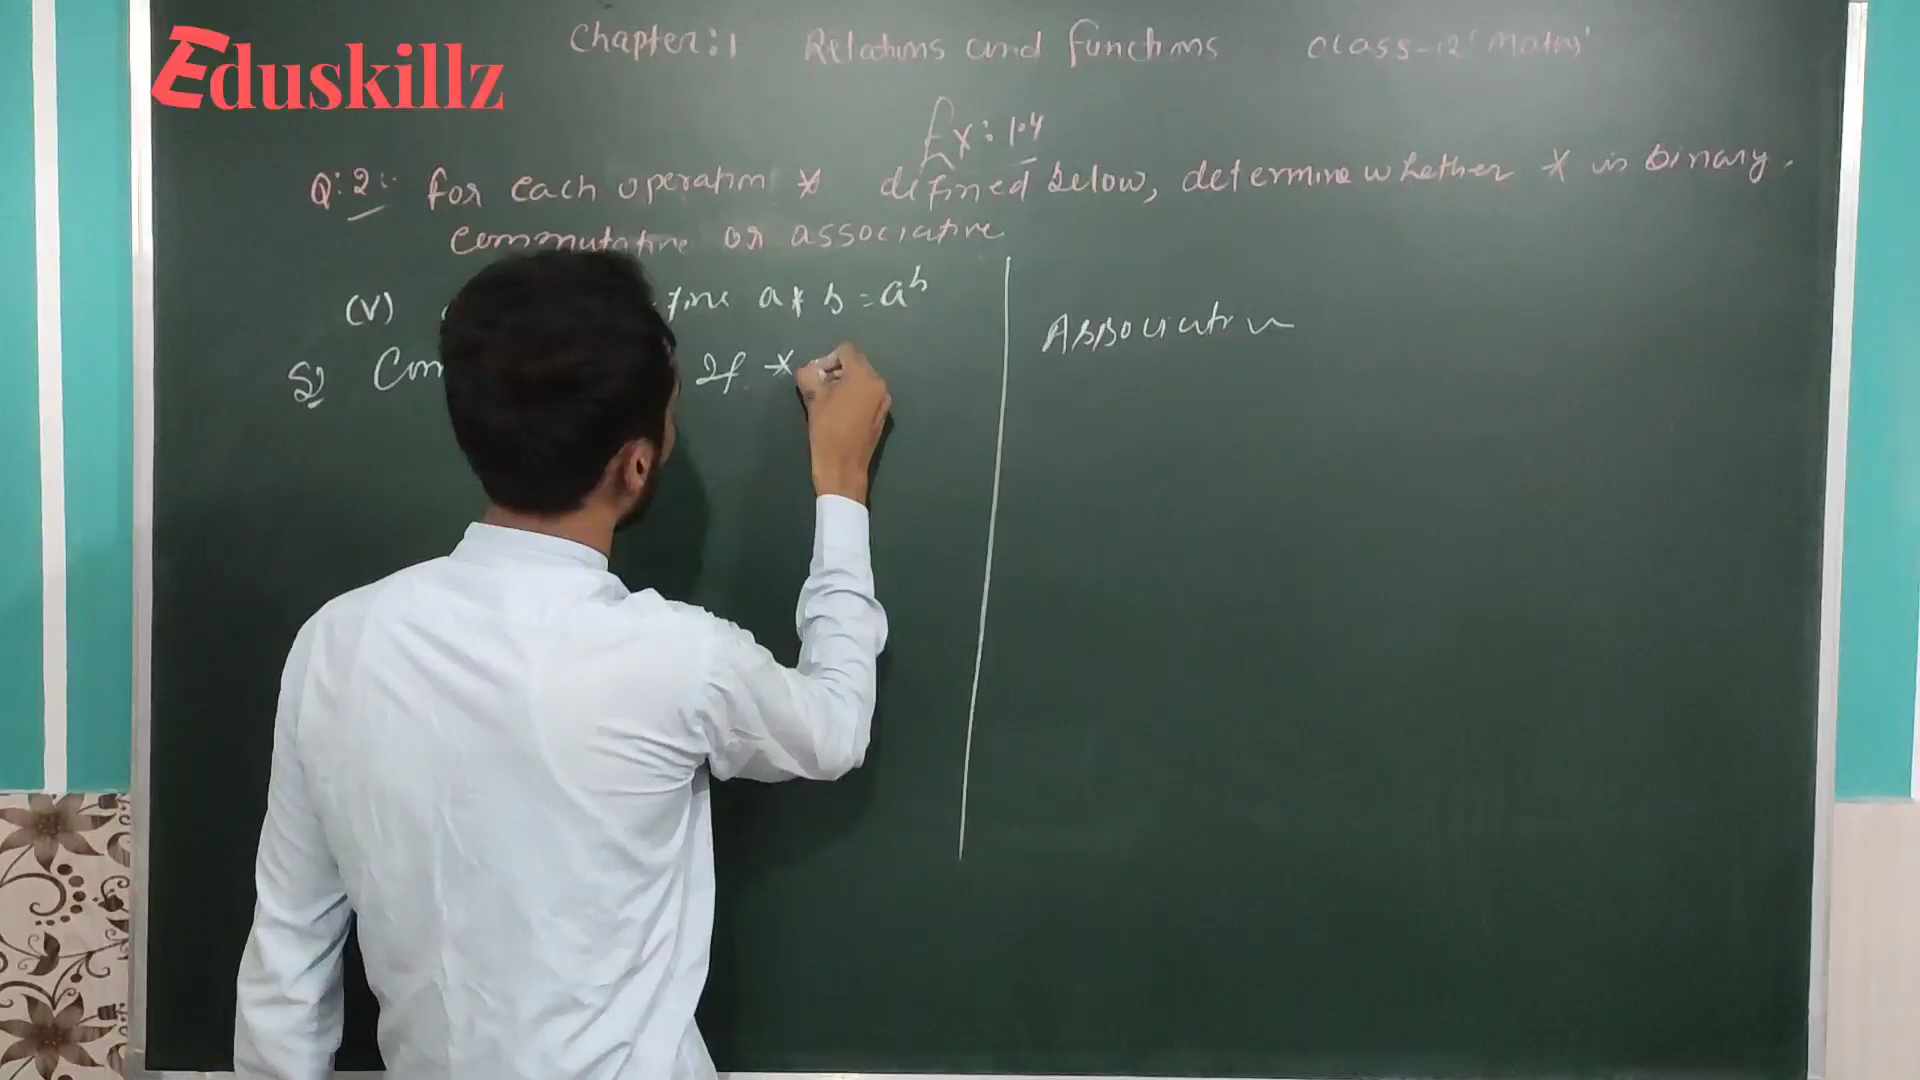 Eduskillz
Chapter:1 Relations and functions class-12 'Maths'
Ex: 1.4
Q:2:- for each operation * defined below, determine whether * is binary,
commutative or associative
(V) fine a * b = a^b
Com If *
Associative